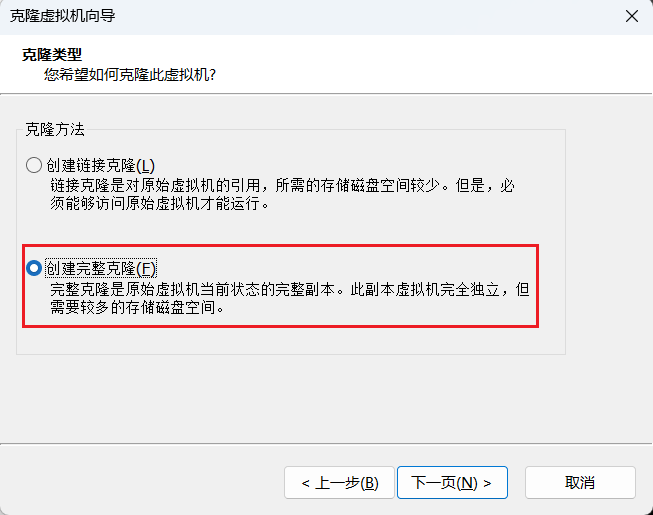 克隆虚拟机向导
克隆类型
您希望如何克隆此虚拟机?
克隆方法
创建链接克隆(L)
链接克隆是对原始虚拟机的引用，所需的存储磁盘空间较少。但是，必
须能够访问原始虚拟机才能运行。
创建完整克隆(F)
完整克隆是原始虚拟机当前状态的完整副本。此副本虚拟机完全独立，但
需要较多的存储磁盘空间。
< 上一步(B)
下一页(N) >
取消